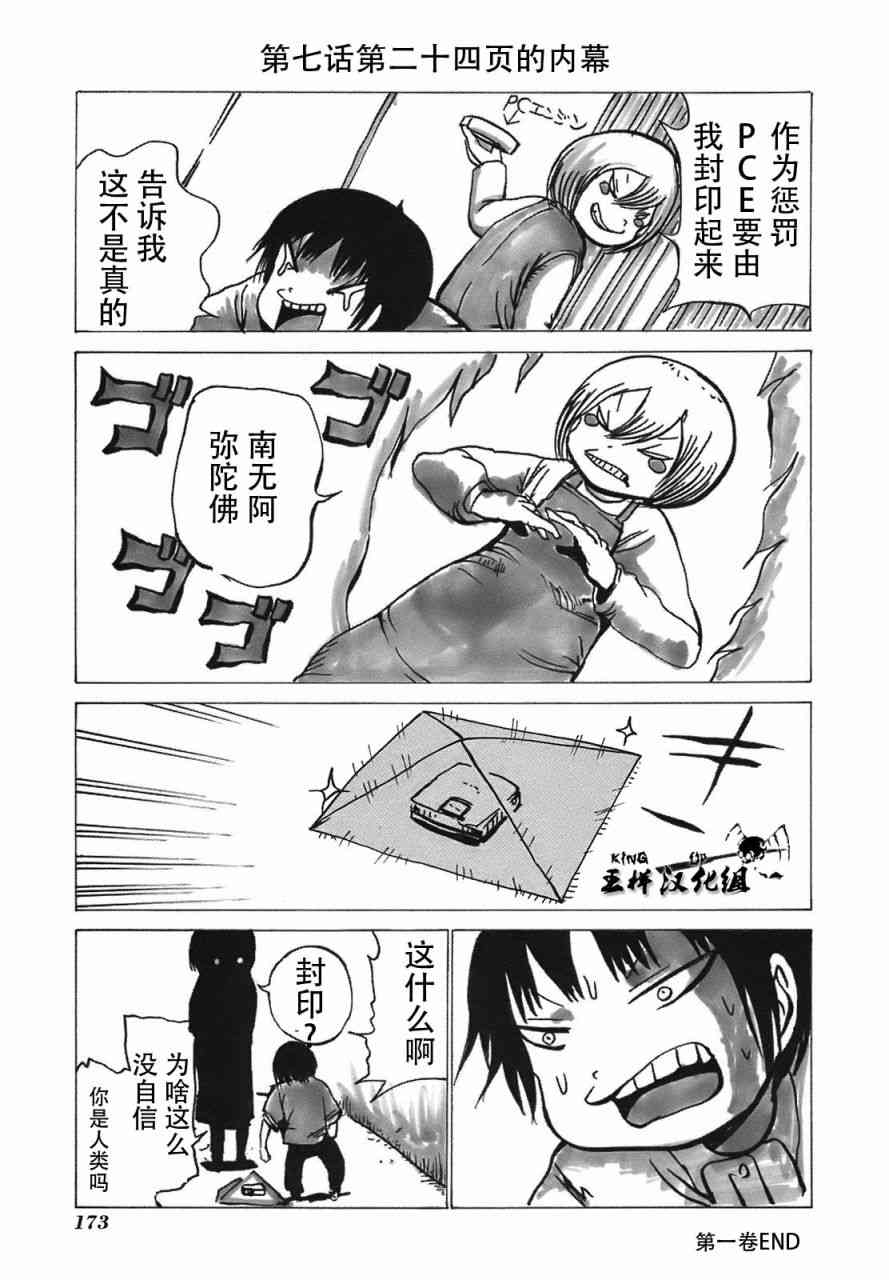 第七话第二十四页的内幕
PCエンジン
作为惩罚
PCE要由
我封印起来
告诉我
这不是真的
ゴ
ゴ
南无阿
弥陀佛
ゴ
ゴ
KING 御
王样汉化组
这什么啊
封印?
为啥这么
没自信
你是人类吗
173
第一卷END